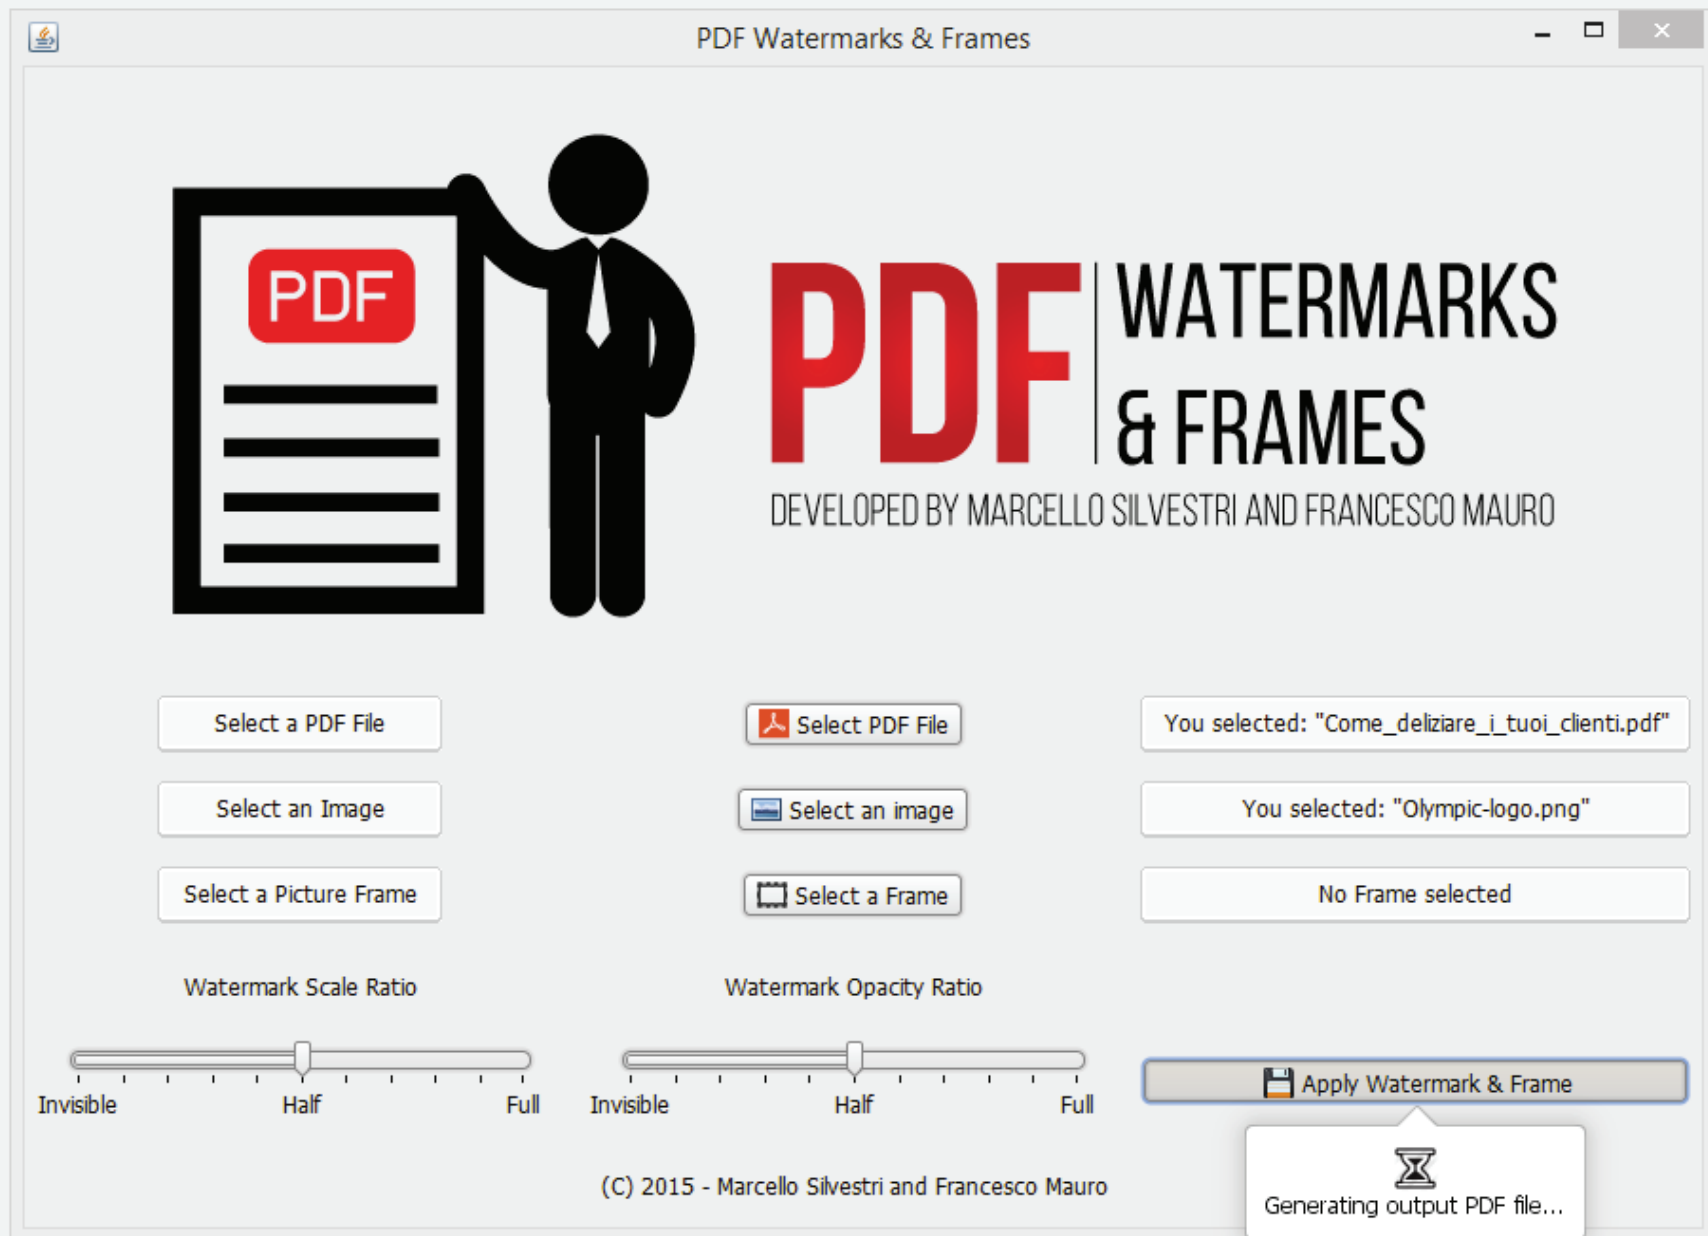 PDF Watermarks & Frames
PDF
PDF
WATERMARKS
& FRAMES
DEVELOPED BY MARCELLO SILVESTRI AND FRANCESCO MAURO
Select a PDF File
Select PDF File
You selected: "Come_deliziare_i_tuoi_clienti.pdf"
Select an Image
Select an image
You selected: "Olympic-logo.png"
Select a Picture Frame
Select a Frame
No Frame selected
Watermark Scale Ratio
Watermark Opacity Ratio
Invisible Half Full
Invisible Half Full
Apply Watermark & Frame
Generating output PDF file...
(C) 2015 - Marcello Silvestri and Francesco Mauro